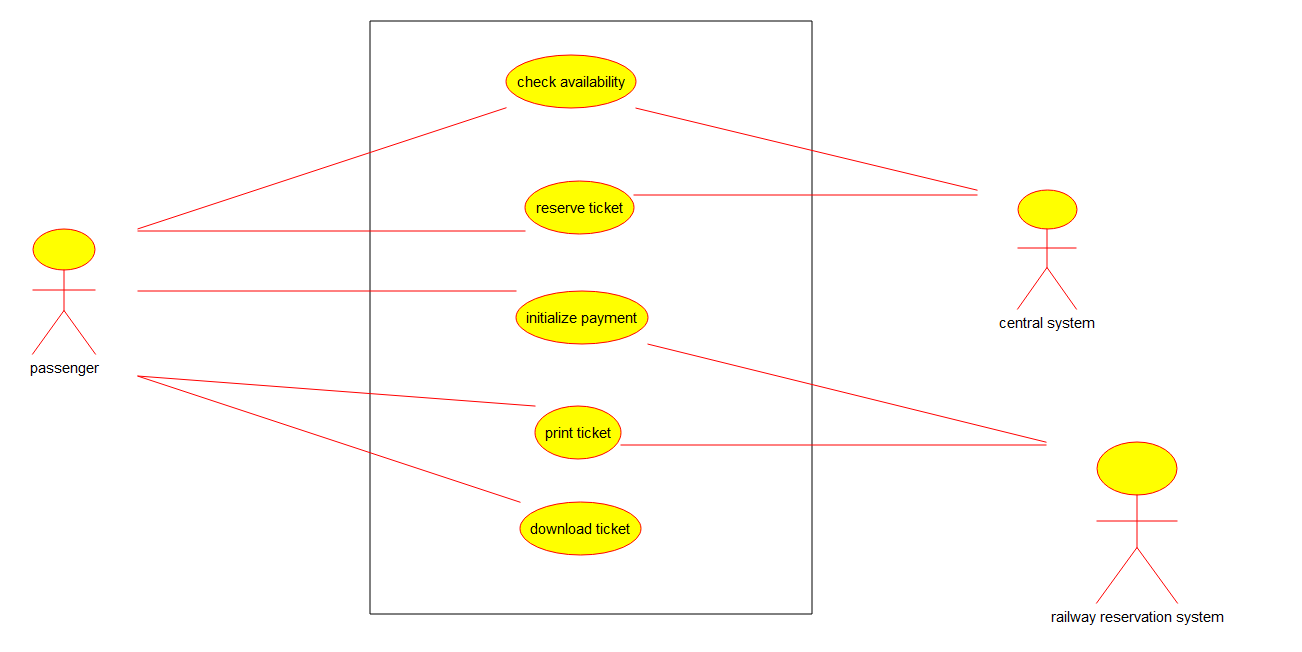 check availability
reserve ticket
initialize payment
central system
passenger
print ticket
download ticket
railway reservation system